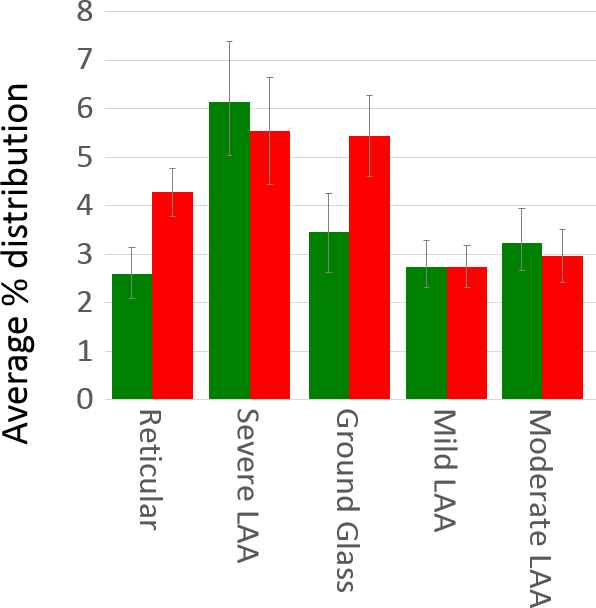 Average % distribution
8
7
6
5
4
3
2
1
0
Reticular
Severe LAA
Ground Glass
Mild LAA
Moderate LAA